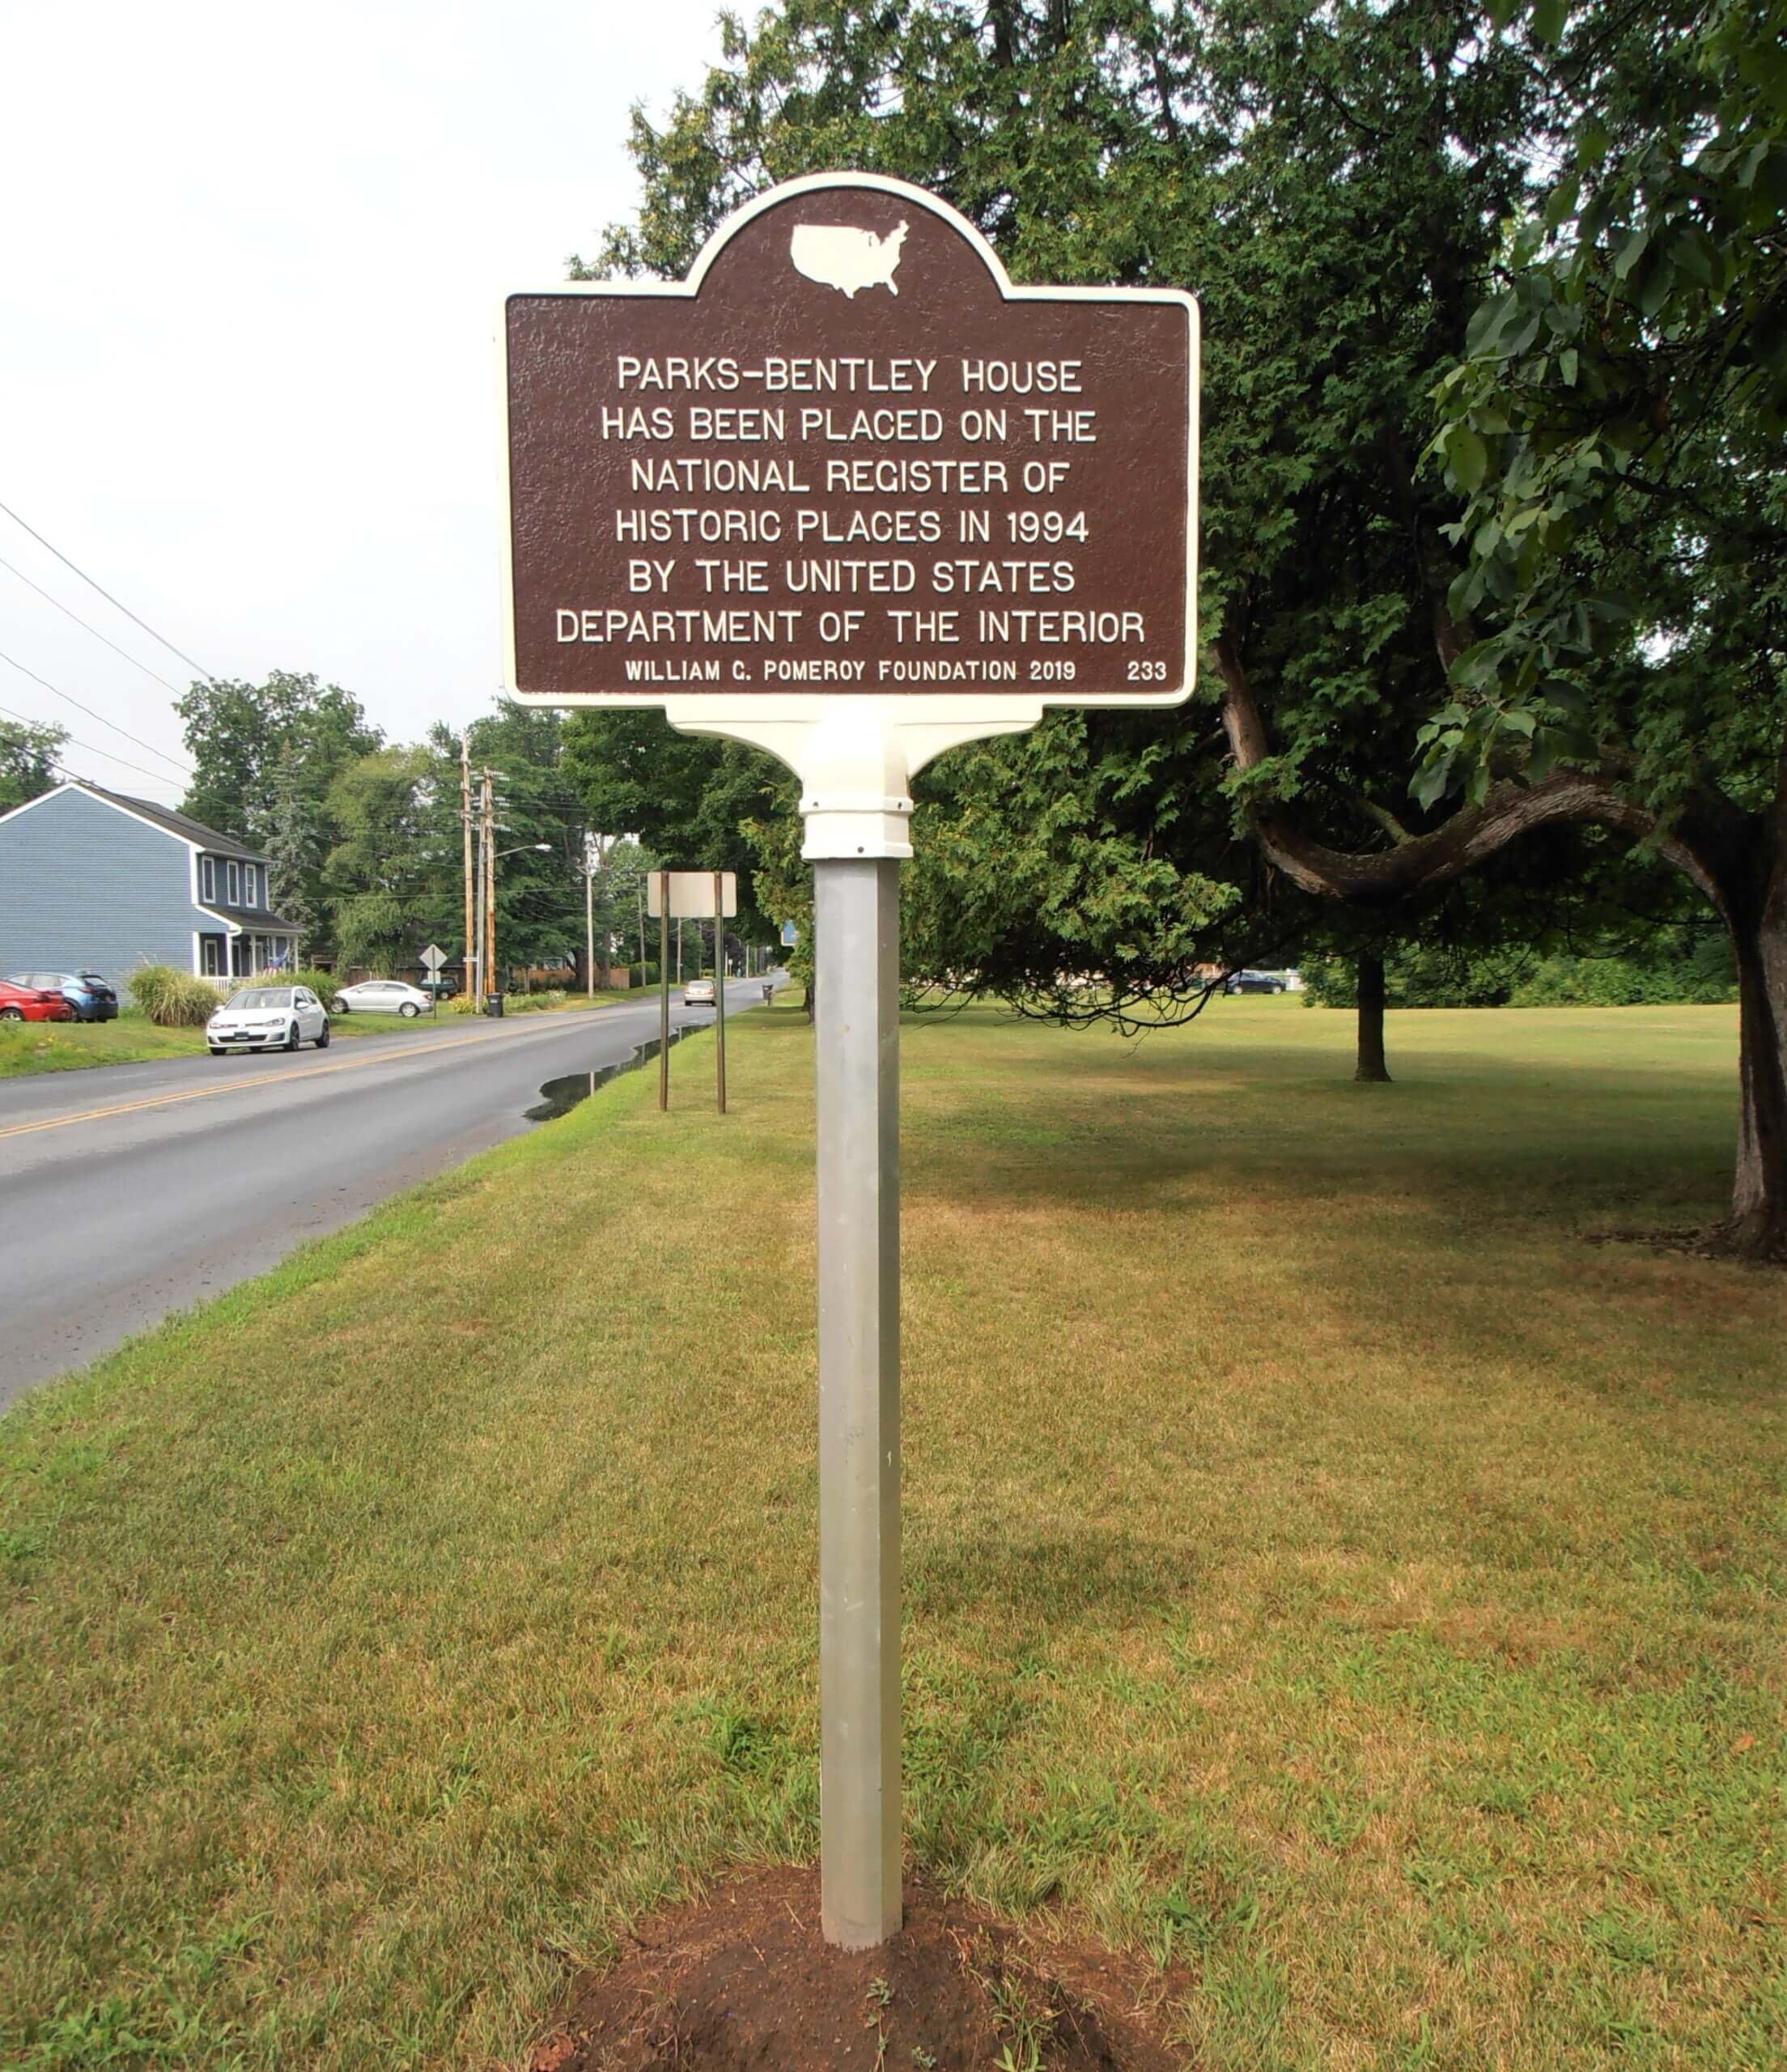 PARKS-BENTLEY HOUSE
HAS BEEN PLACED ON THE
NATIONAL REGISTER OF
HISTORIC PLACES IN 1994
BY THE UNITED STATES
DEPARTMENT OF THE INTERIOR
WILLIAM G. POMEROY FOUNDATION 2019 233